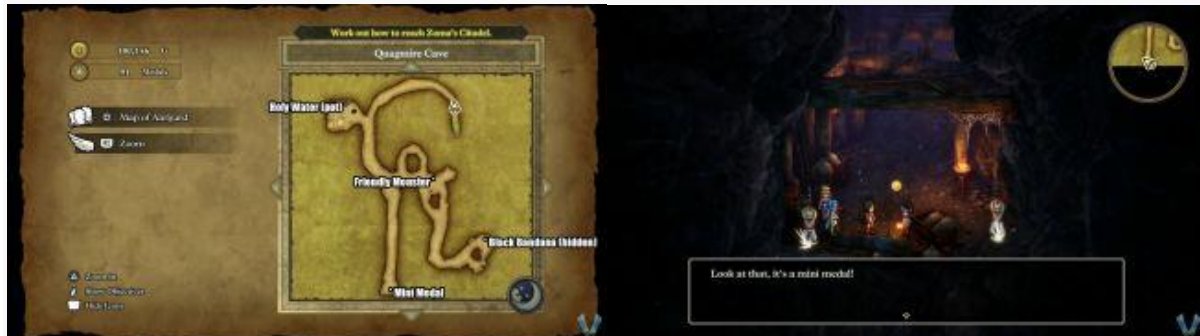 Work out how to reach Zoma's Citadel.
Quagmire Cave
Holy Water (pot)
Map of Alefgard
Zoom
Friendly Monster
Black Bandana (hidden)
Mini Medal
Look at that, it's a mini medal!